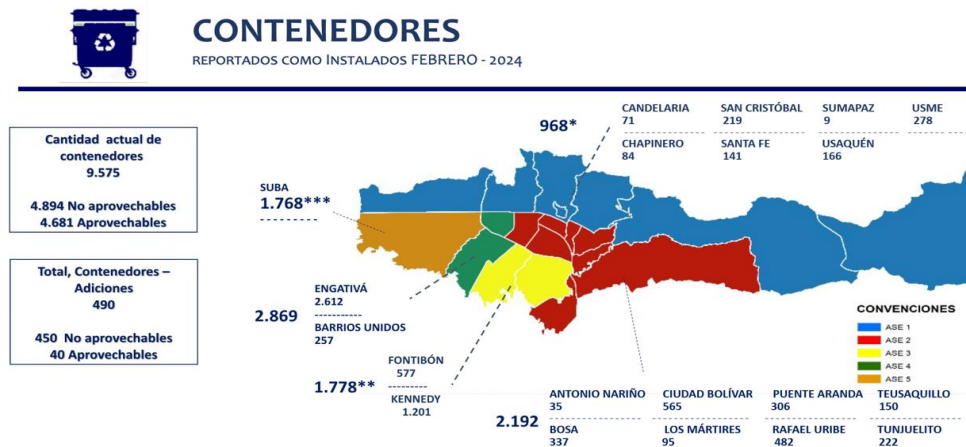 CONTENEDORES
REPORTADOS COMO INSTALADOS FEBRERO - 2024
Cantidad actual de
contenedores
9.575
4.894 No aprovechables
4.681 Aprovechables
Total, Contenedores –
Adiciones
490
450 No aprovechables
40 Aprovechables
968*
CANDELARIA
71
SAN CRISTÓBAL
219
SUMAPAZ
9
USME
278
CHAPINERO
84
SANTA FE
141
USAQUÉN
166
SUBA
1.768***
ENGATIVÁ
2.612
2.869
BARRIOS UNIDOS
257
FONTIBÓN
577
1.778**
KENNEDY
1.201
2.192
ANTONIO NARIÑO
35
CIUDAD BOLÍVAR
565
PUENTE ARANDA
306
TEUSAQUILLO
150
BOSA
337
LOS MÁRTIRES
95
RAFAEL URIBE
482
TUNJUELITO
222
CONVENCIONES
ASE 1
ASE 2
ASE 3
ASE 4
ASE 5